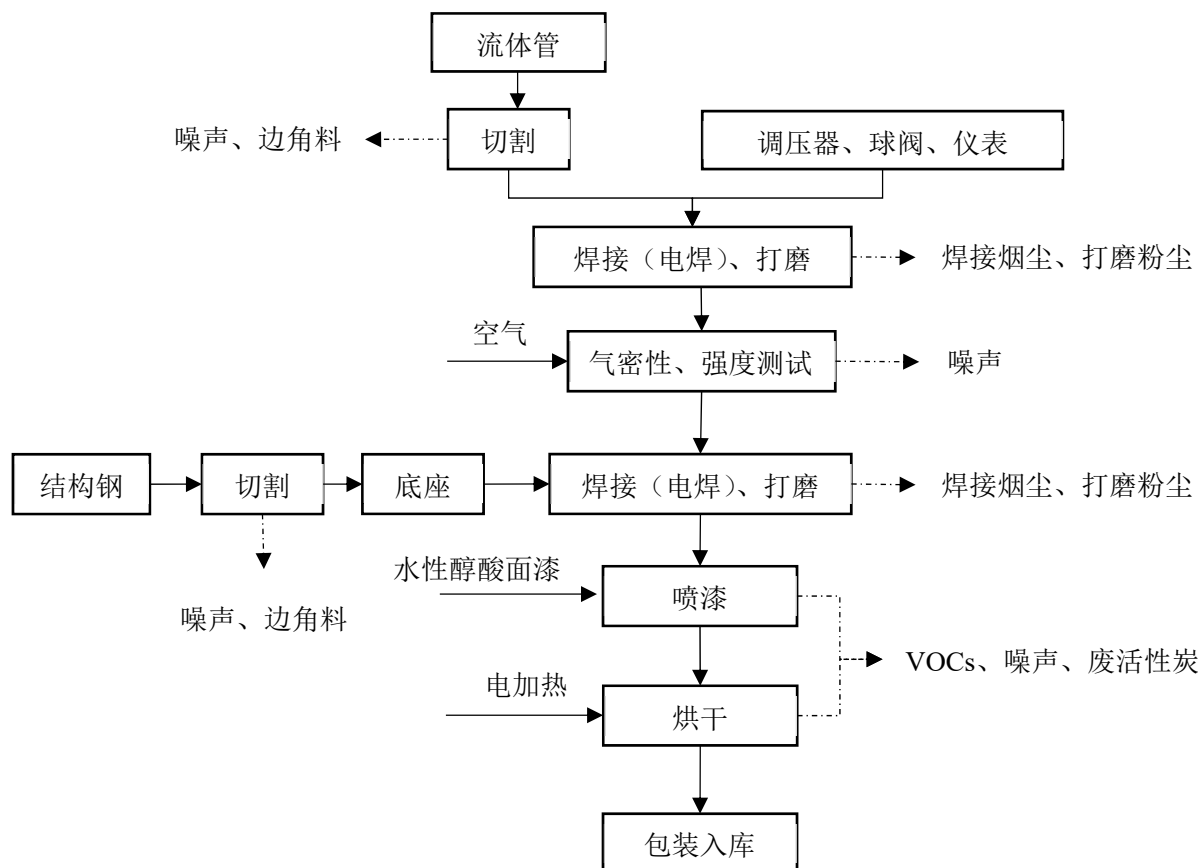 流体管
噪声、边角料
切割
调压器、球阀、仪表
焊接（电焊）、打磨
焊接烟尘、打磨粉尘
空气
气密性、强度测试
噪声
结构钢
切割
底座
焊接（电焊）、打磨
焊接烟尘、打磨粉尘
水性醇酸面漆
喷漆
噪声、边角料
VOCs、噪声、废活性炭
电加热
烘干
包装入库